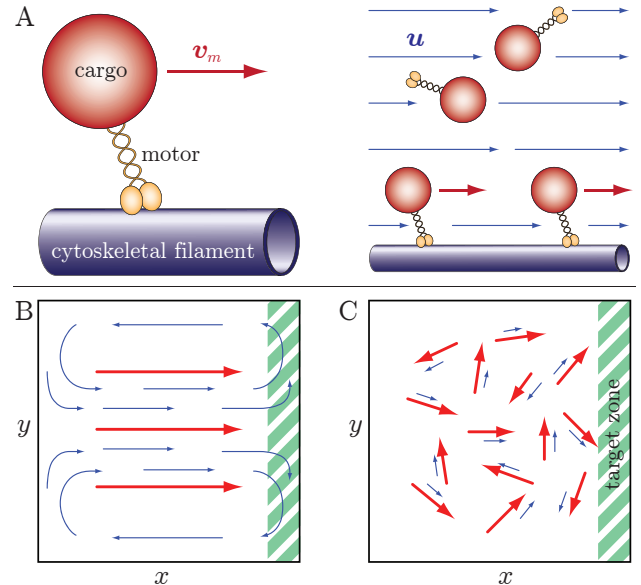 A
cargo
v_m
motor
cytoskeletal filament
u
B
y
x
C
y
target zone
x